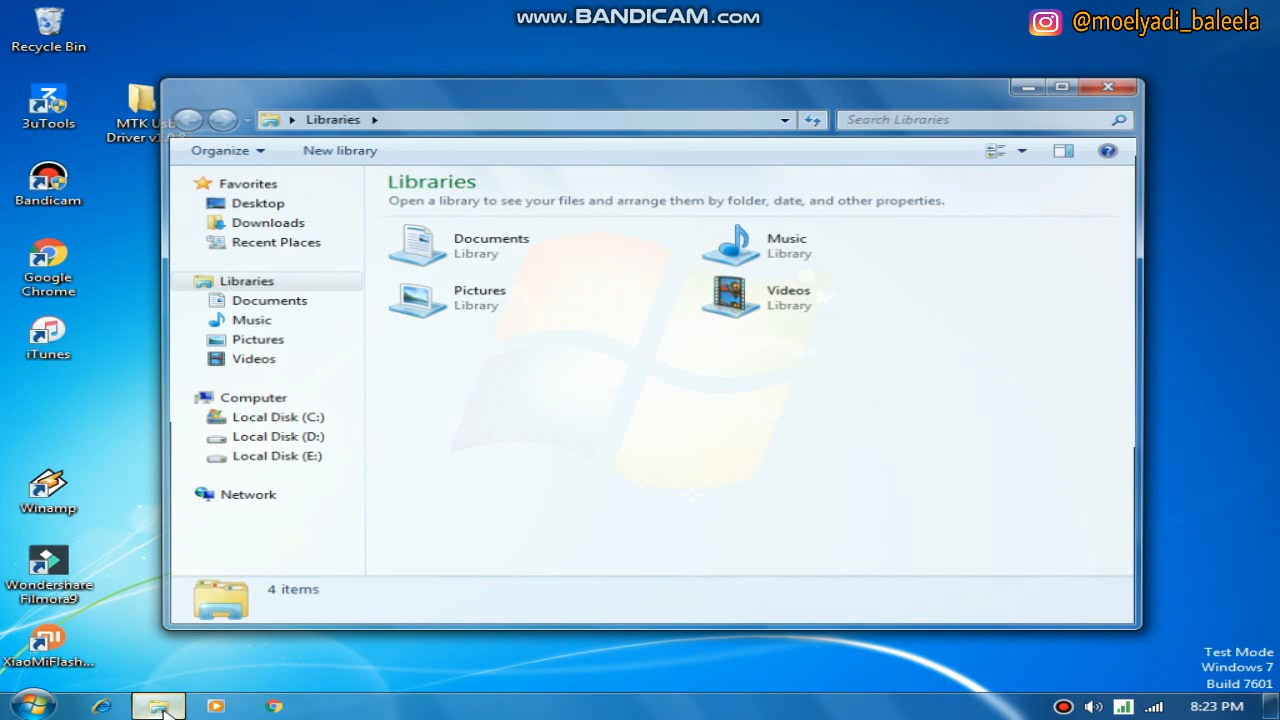 www.BANDICAM.com
@moelyadi_baleela
Recycle Bin
3uTools
MTK Usb
Driver v1.0.8
Bandicam
Google
Chrome
iTunes
Winamp
Wondershare
Filmora9
XiaoMiFlash...
Libraries
Search Libraries
Organize
New library
Favorites
Desktop
Downloads
Recent Places
Libraries
Documents
Music
Pictures
Videos
Computer
Local Disk (C:)
Local Disk (D:)
Local Disk (E:)
Network
Libraries
Open a library to see your files and arrange them by folder, date, and other properties.
Documents
Library
Music
Library
Pictures
Library
Videos
Library
4 items
Test Mode
Windows 7
Build 7601
8:23 PM